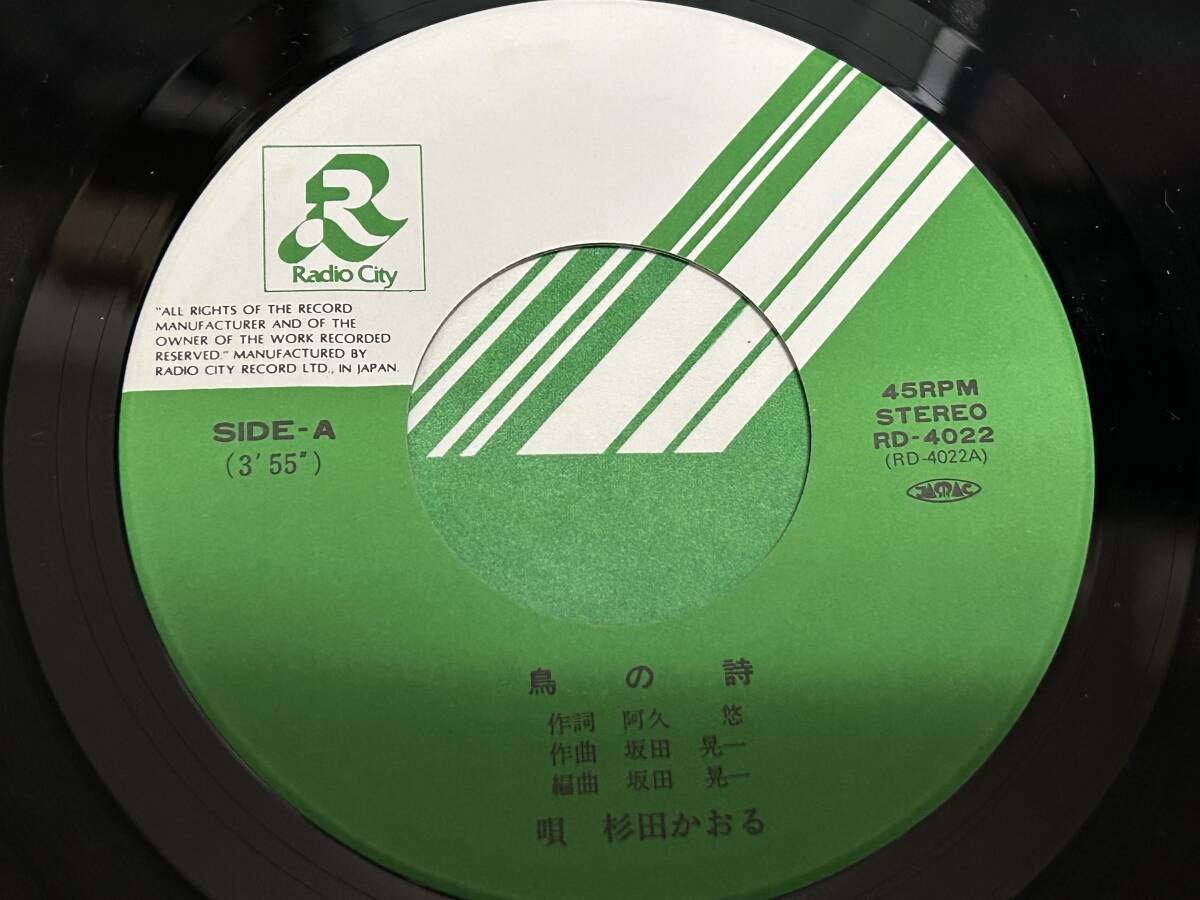 R
Radio City
"ALL RIGHTS OF THE RECORD
MANUFACTURER AND OF THE
OWNER OF THE WORK RECORDED
RESERVED." MANUFACTURED BY
RADIO CITY RECORD LTD., IN JAPAN.
SIDE-A
(3'55")
45RPM
STEREO
RD-4022
(RD-4022A)
JASRAC
鳥の詩
作詞 阿久 悠
作曲 坂田 晃一
編曲 坂田 晃一
唄 杉田かおる